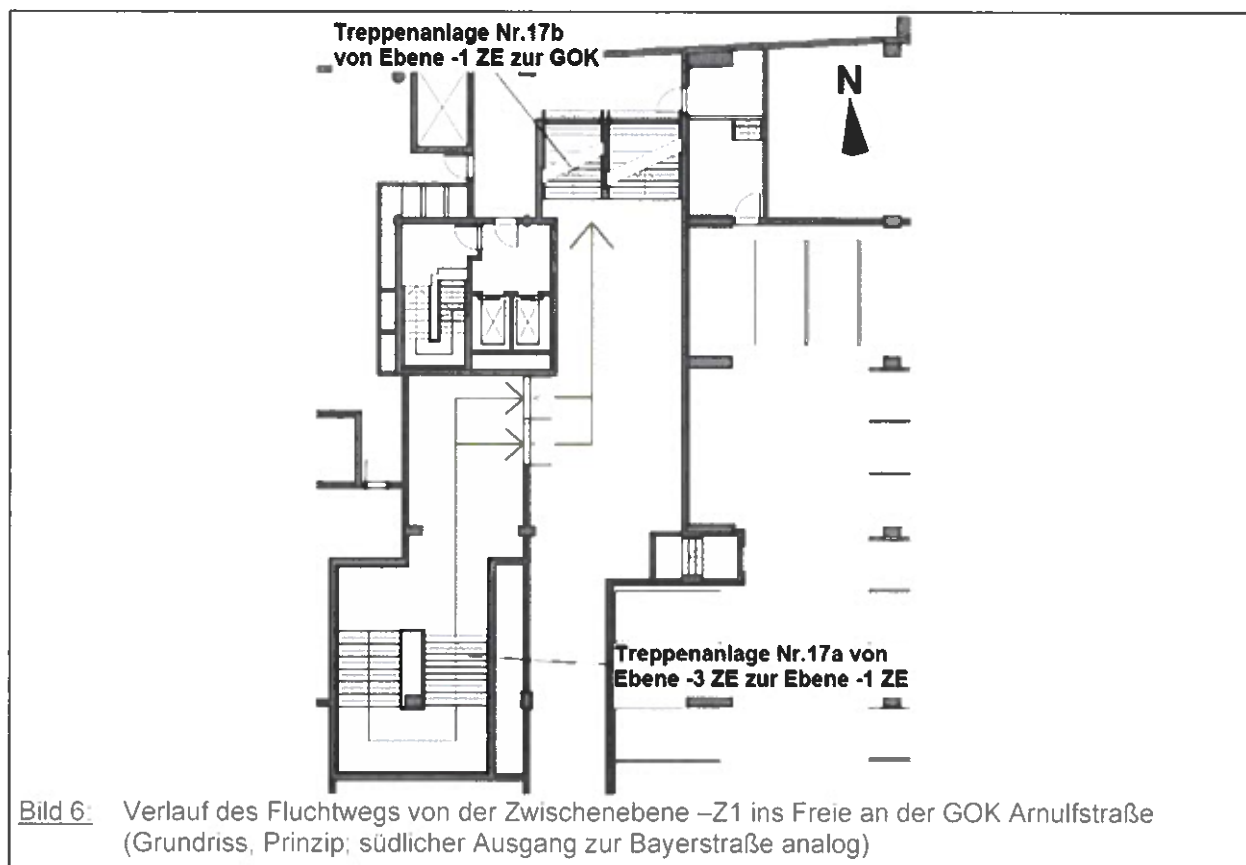 Treppenanlage Nr.17b
von Ebene -1 ZE zur GOK
N
Treppenanlage Nr.17a von
Ebene -3 ZE zur Ebene -1 ZE
Bild 6: Verlauf des Fluchtwegs von der Zwischenebene –Z1 ins Freie an der GOK Arnulfstraße
(Grundriss, Prinzip; südlicher Ausgang zur Bayerstraße analog)